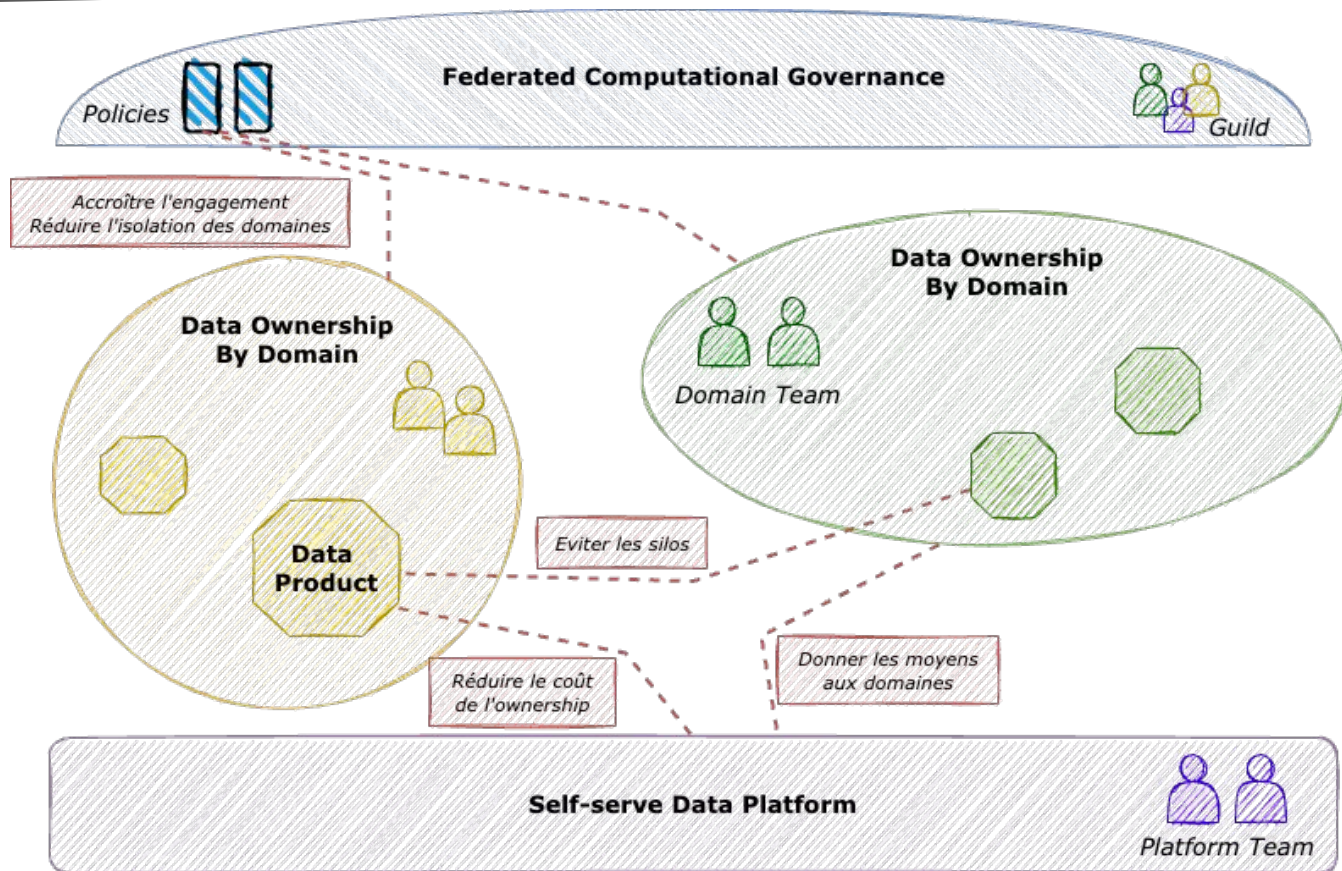 Federated Computational Governance
Policies
Guild
Accroître l'engagement
Réduire l'isolation des domaines
Data Ownership
By Domain
Domain Team
Data Ownership
By Domain
Data
Product
Eviter les silos
Réduire le coût
de l'ownership
Donner les moyens
aux domaines
Self-serve Data Platform
Platform Team